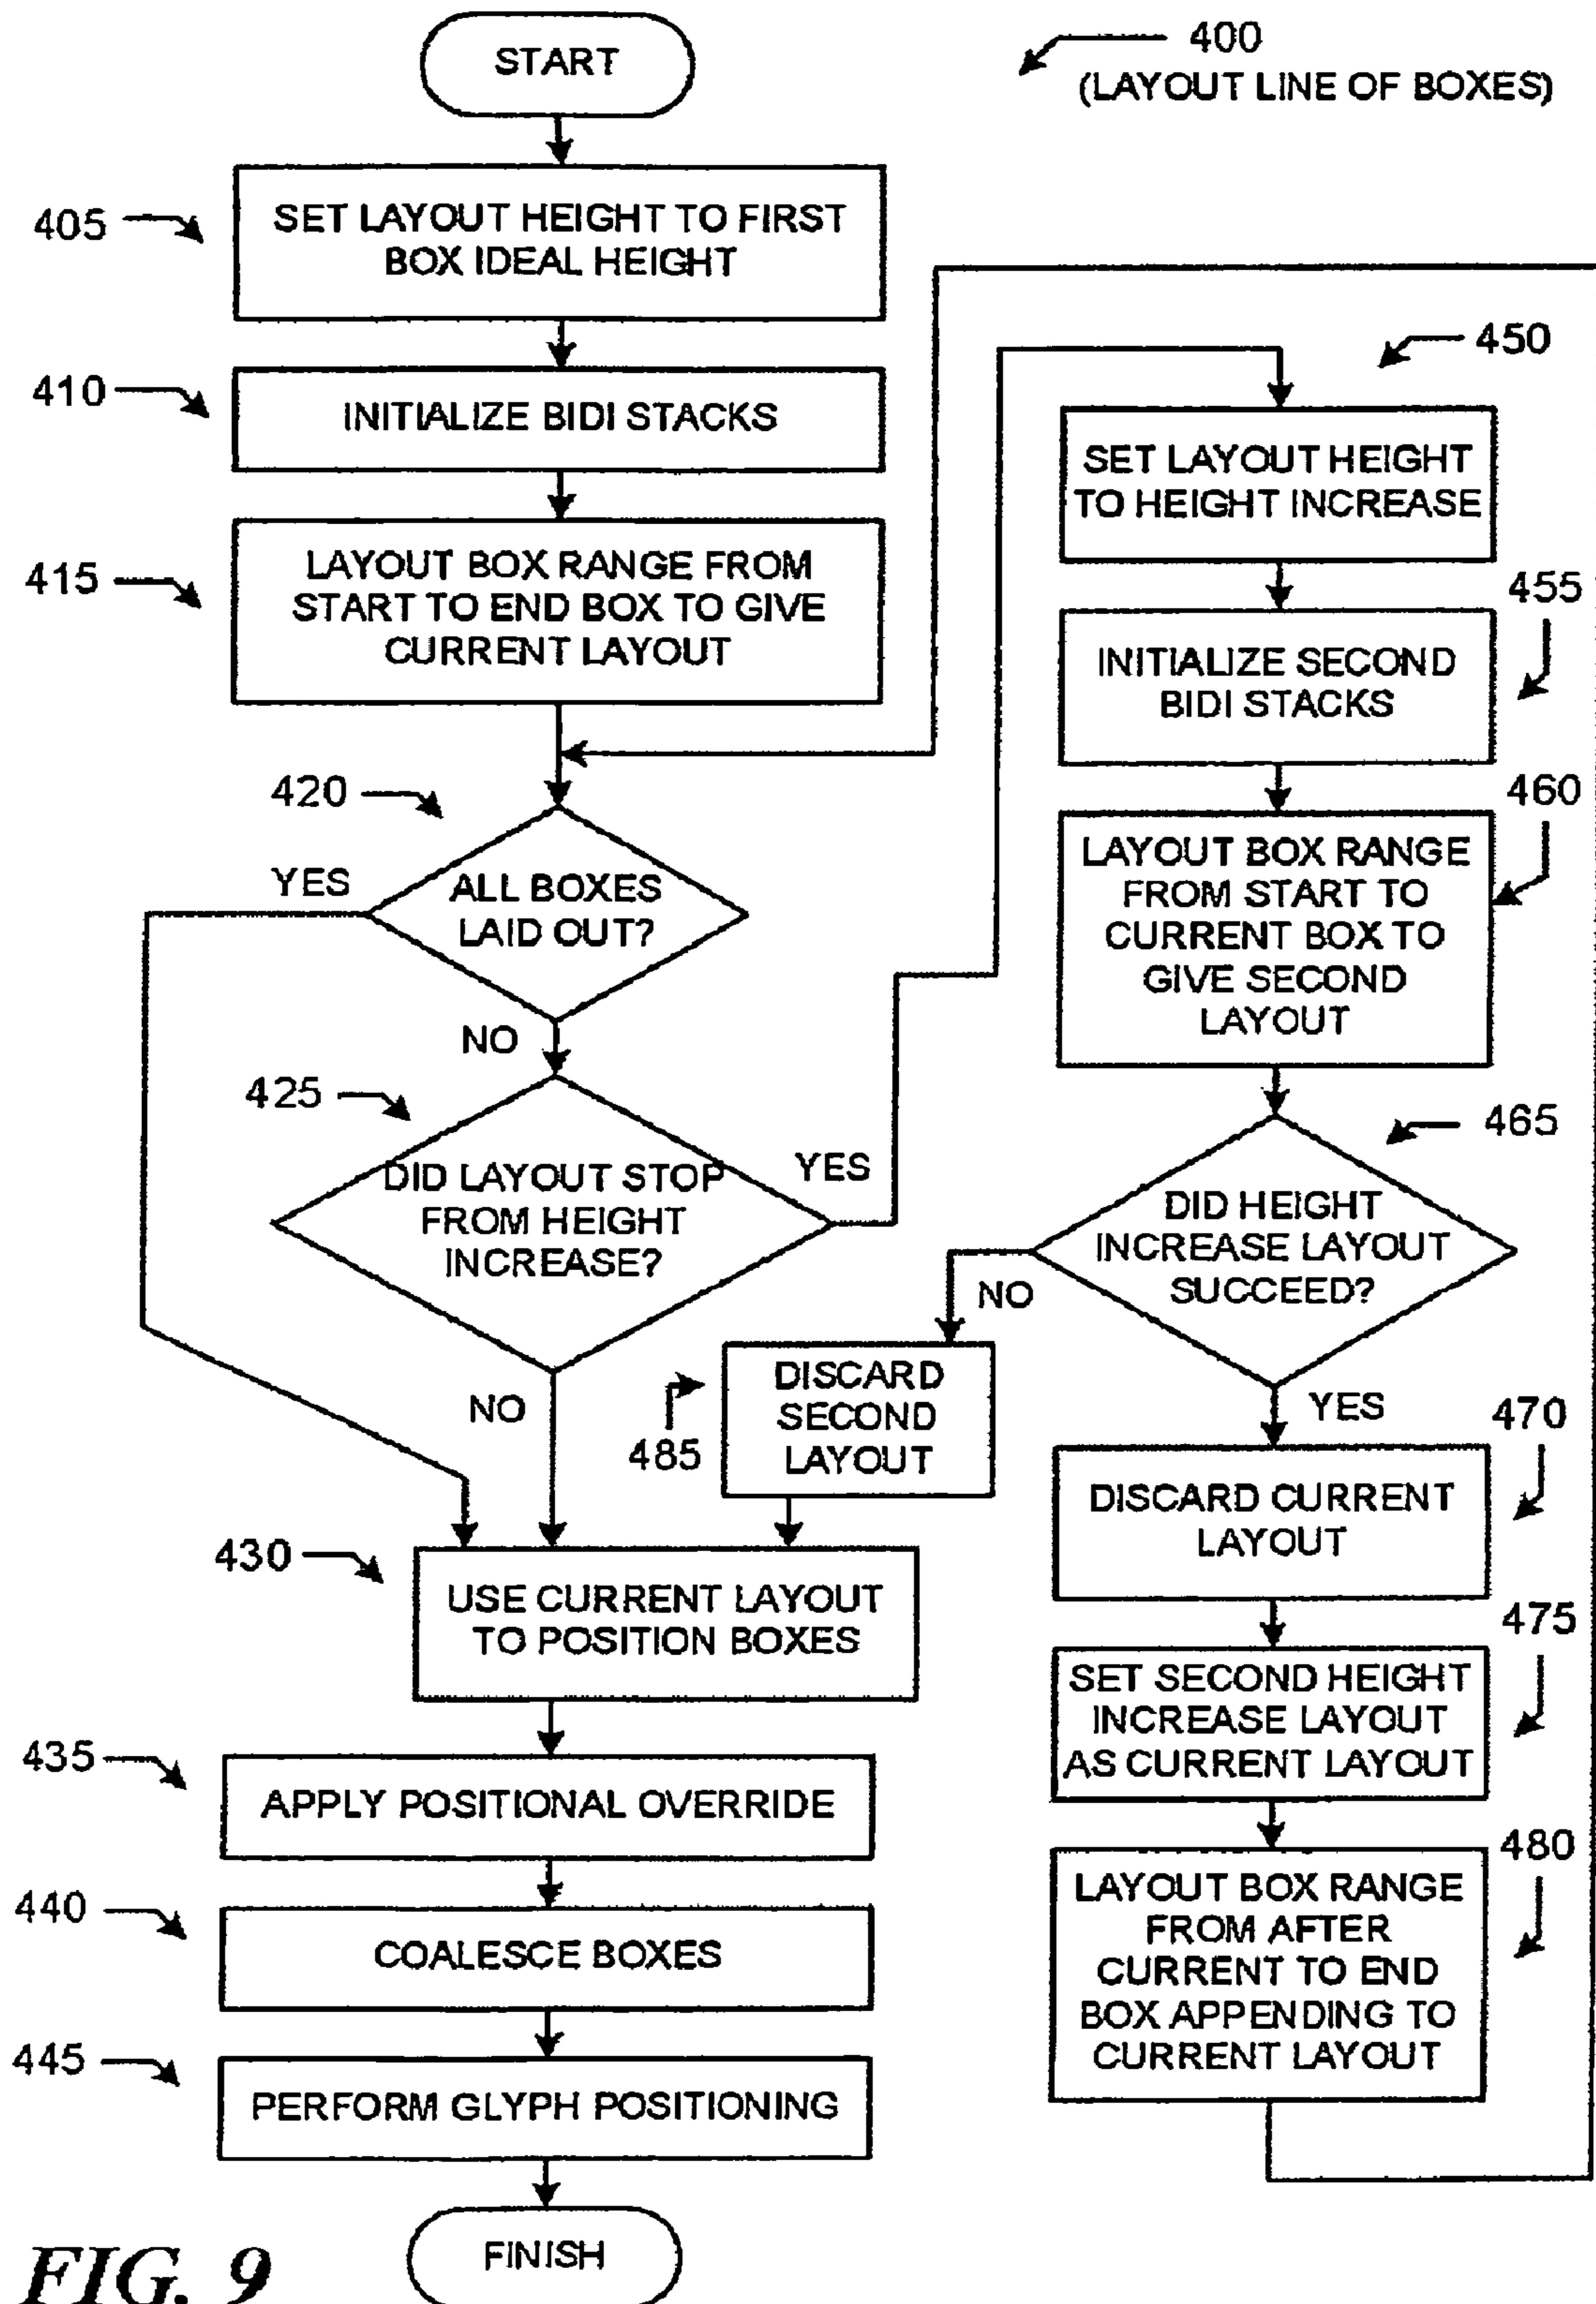 START
400
(LAYOUT LINE OF BOXES)
405
SET LAYOUT HEIGHT TO FIRST
BOX IDEAL HEIGHT
410
INITIALIZE BIDI STACKS
415
LAYOUT BOX RANGE FROM
START TO END BOX TO GIVE
CURRENT LAYOUT
420
YES
ALL BOXES
LAID OUT?
NO
425
DID LAYOUT STOP
FROM HEIGHT
INCREASE?
YES
NO
450
SET LAYOUT HEIGHT
TO HEIGHT INCREASE
455
INITIALIZE SECOND
BIDI STACKS
460
LAYOUT BOX RANGE
FROM START TO
CURRENT BOX TO
GIVE SECOND
LAYOUT
465
DID HEIGHT
INCREASE LAYOUT
SUCCEED?
NO
YES
485
DISCARD
SECOND
LAYOUT
470
DISCARD CURRENT
LAYOUT
475
SET SECOND HEIGHT
INCREASE LAYOUT
AS CURRENT LAYOUT
480
LAYOUT BOX RANGE
FROM AFTER
CURRENT TO END
BOX APPENDING TO
CURRENT LAYOUT
430
USE CURRENT LAYOUT
TO POSITION BOXES
435
APPLY POSITIONAL OVERRIDE
440
COALESCE BOXES
445
PERFORM GLYPH POSITIONING
FINISH
FIG. 9